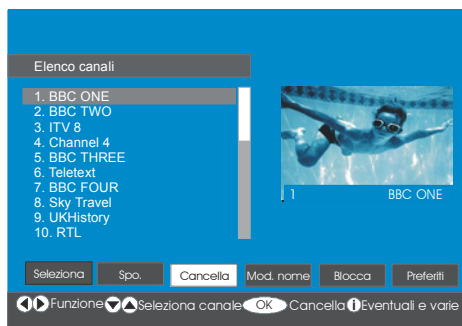 Elenco canali
1. BBC ONE
2. BBC TWO
3. ITV 8
4. Channel 4
5. BBC THREE
6. Teletext
7. BBC FOUR
8. Sky Travel
9. UKHistory
10. RTL
1 BBC ONE
Seleziona Spo. Cancella Mod. nome Blocca Preferiti
Funzione Seleziona canale OK Cancella i Eventuali e varie